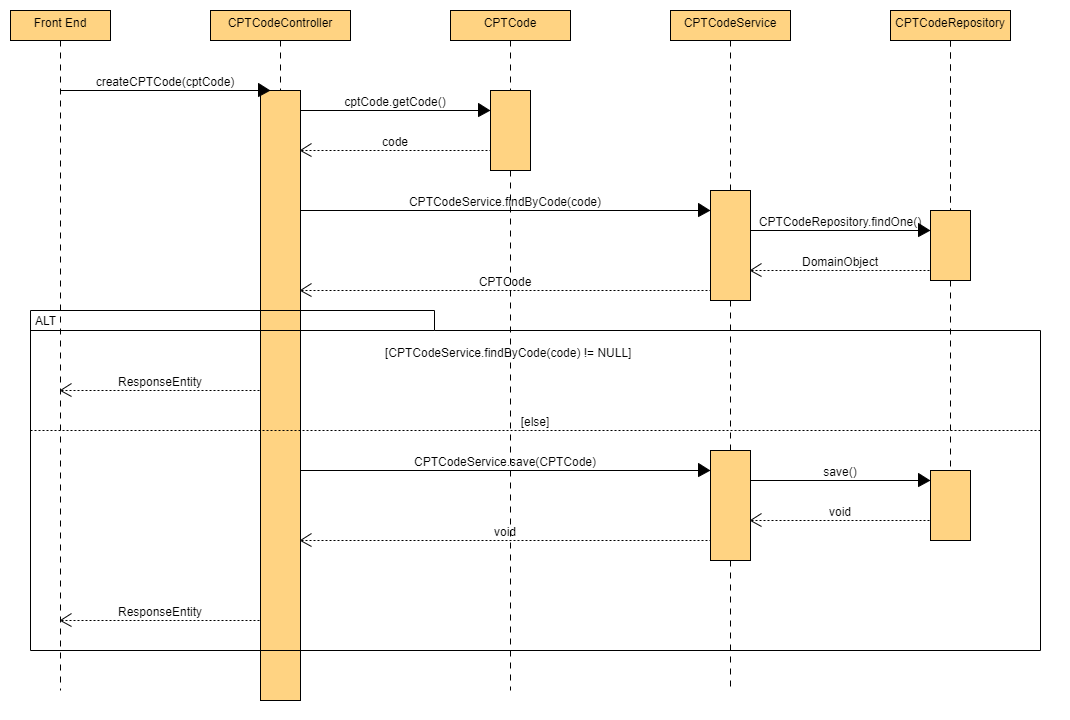 Front End
CPTCodeController
CPTCode
CPTCodeService
CPTCodeRepository
createCPTCode(cptCode)
cptCode.getCode()
code
CPTCodeService.findByCode(code)
CPTCodeRepository.findOne()
DomainObject
CPTCode
ALT
[CPTCodeService.findByCode(code) != NULL]
ResponseEntity
[else]
CPTCodeService.save(CPTCode)
save()
void
void
ResponseEntity